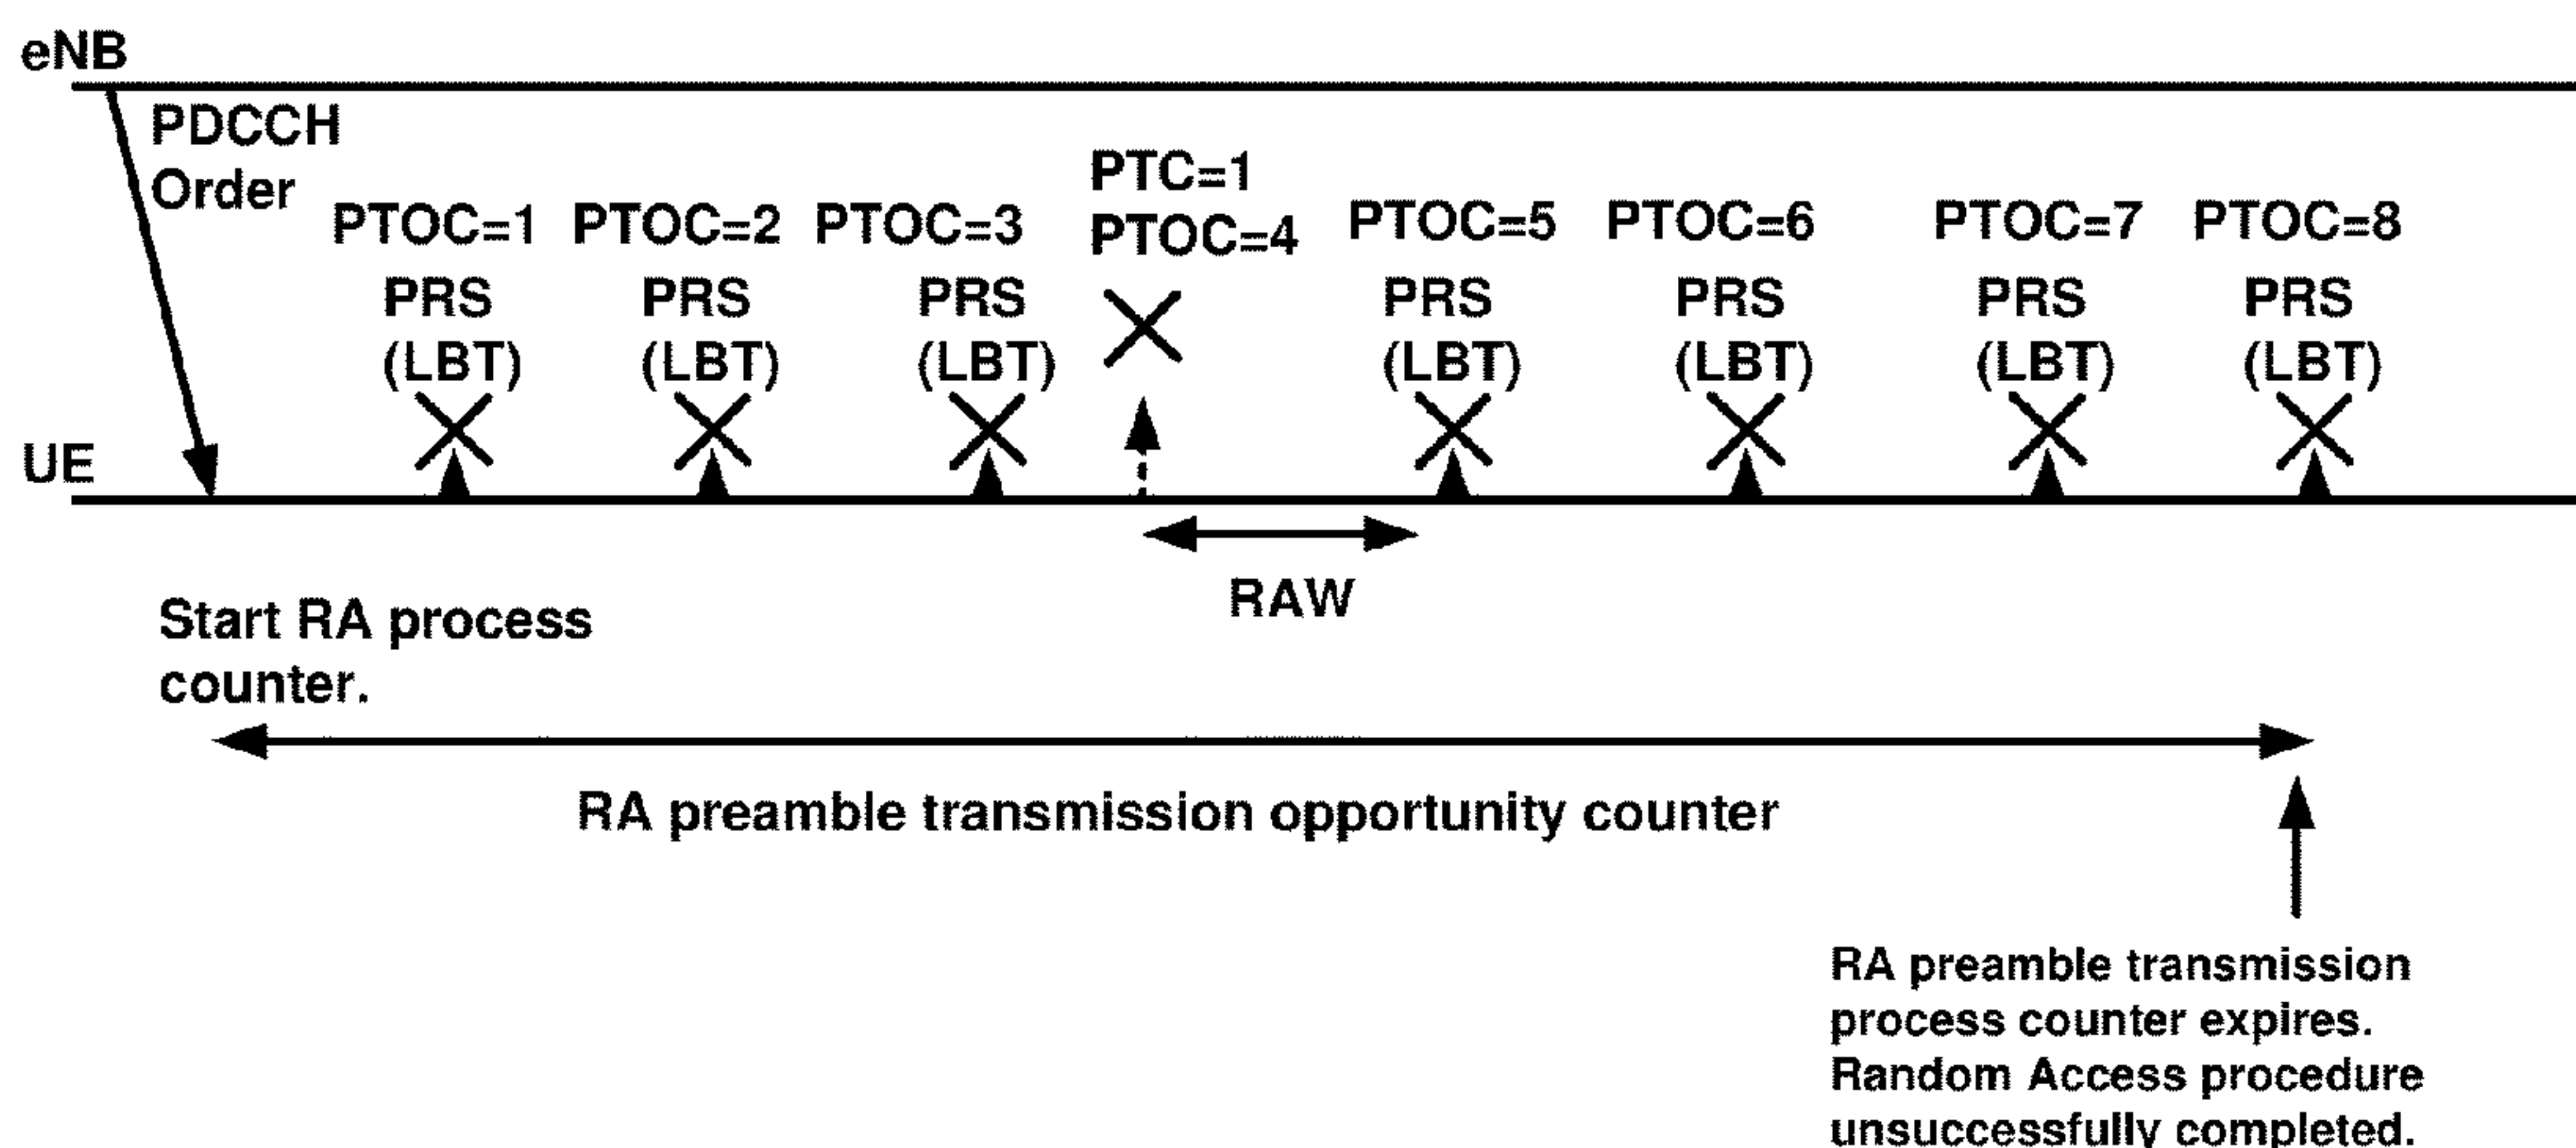 eNB
PDCCH
Order
PTOC=1
PTOC=2
PTOC=3
PTC=1
PTOC=4
PTOC=5
PTOC=6
PTOC=7
PTOC=8
PRS
(LBT)
PRS
(LBT)
PRS
(LBT)
PRS
(LBT)
PRS
(LBT)
PRS
(LBT)
PRS
(LBT)
UE
RAW
Start RA process
counter.
RA preamble transmission opportunity counter
RA preamble transmission
process counter expires.
Random Access procedure
unsuccessfully completed.